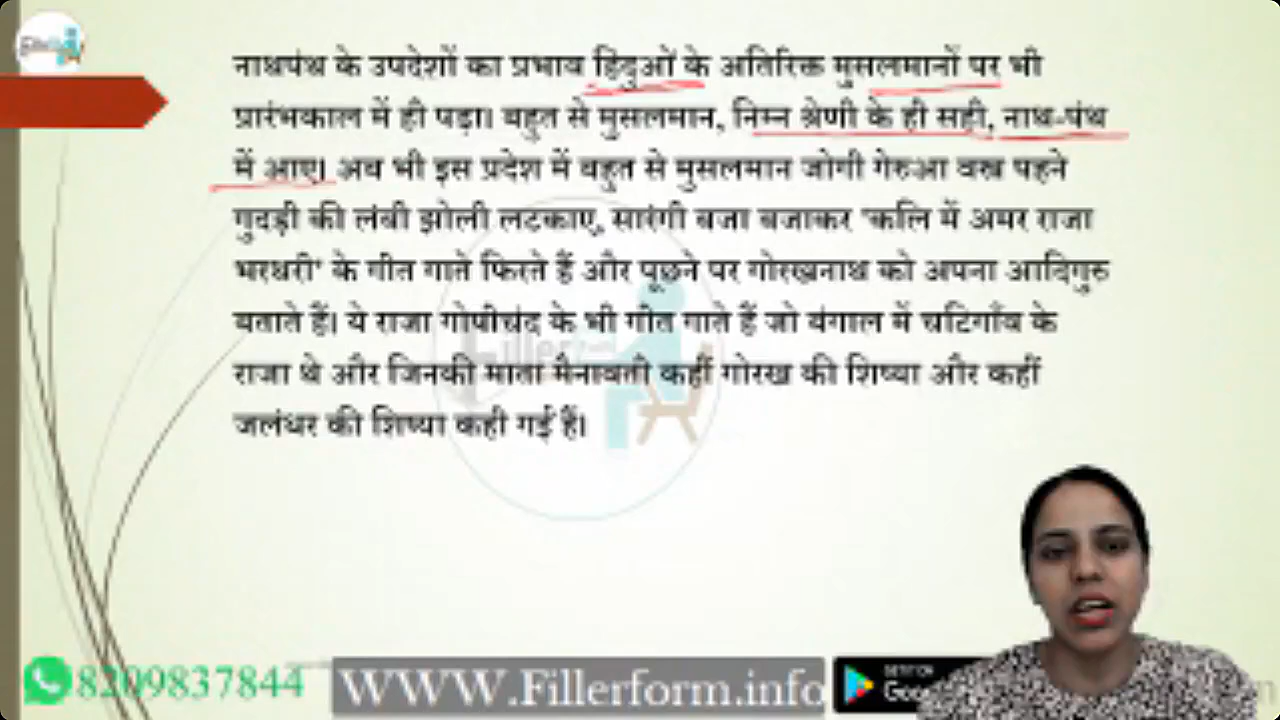 नाथपंथ के उपदेशों का प्रभाव हिंदुओं के अतिरिक्त मुसलमानों पर भी
प्रारंभकाल में ही पड़ा। बहुत से मुसलमान, निम्न श्रेणी के ही सही, नाथ-पंथ
में आए। अब भी इस प्रदेश में बहुत से मुसलमान जोगी गेरुआ वस्त्र पहने
गुदड़ी की लंबी झोली लटकाए, सारंगी बजा बजाकर 'कलि में अमर राजा
भरथरी' के गीत गाते फिरते हैं और पूछने पर गोरखनाथ को अपना आदिगुरु
बताते हैं। ये राजा गोपीचंद के भी गीत गाते हैं जो बंगाल में चटिगाँव के
राजा थे और जिनकी माता मैनावती कहीं गोरख की शिष्या और कहीं
जलंधर की शिष्या कही गई हैं।
8209837844
WWW.Fillerform.info